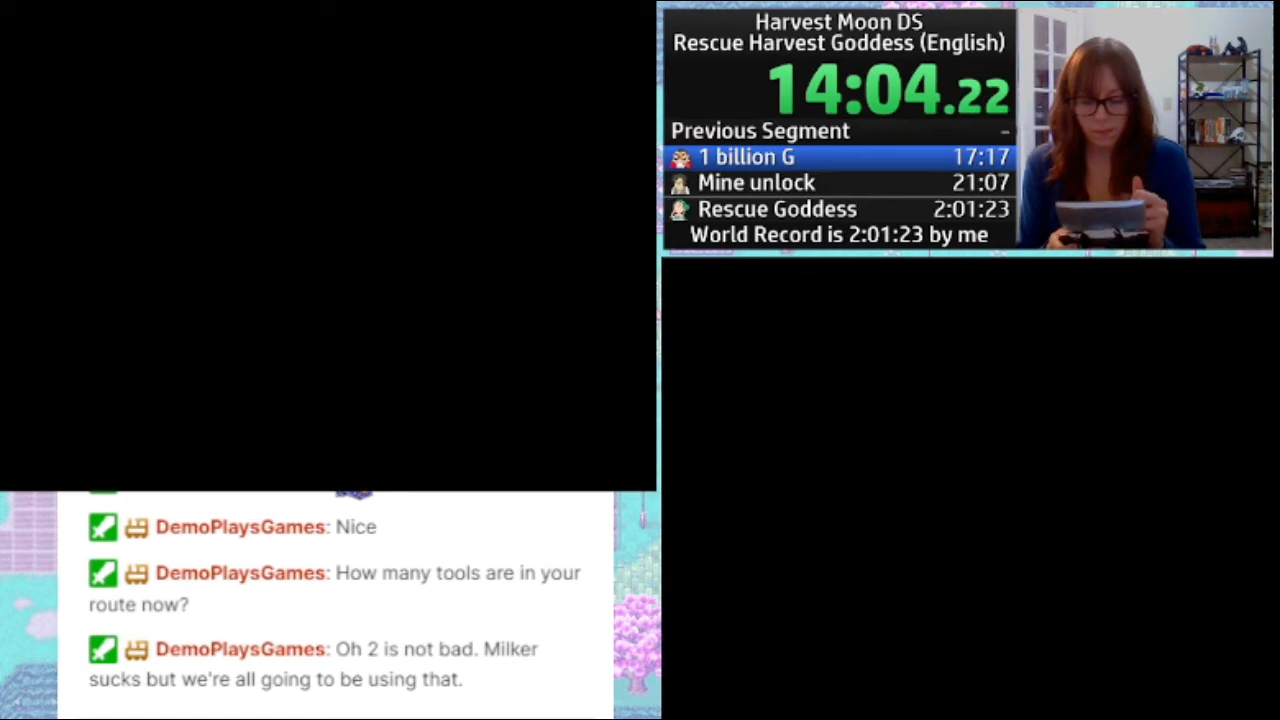 Harvest Moon DS
Rescue Harvest Goddess (English)
14:04.22
Previous Segment -
1 billion G 17:17
Mine unlock 21:07
Rescue Goddess 2:01:23
World Record is 2:01:23 by me
DemoPlaysGames: Nice
DemoPlaysGames: How many tools are in your
route now?
DemoPlaysGames: Oh 2 is not bad. Milker
sucks but we're all going to be using that.